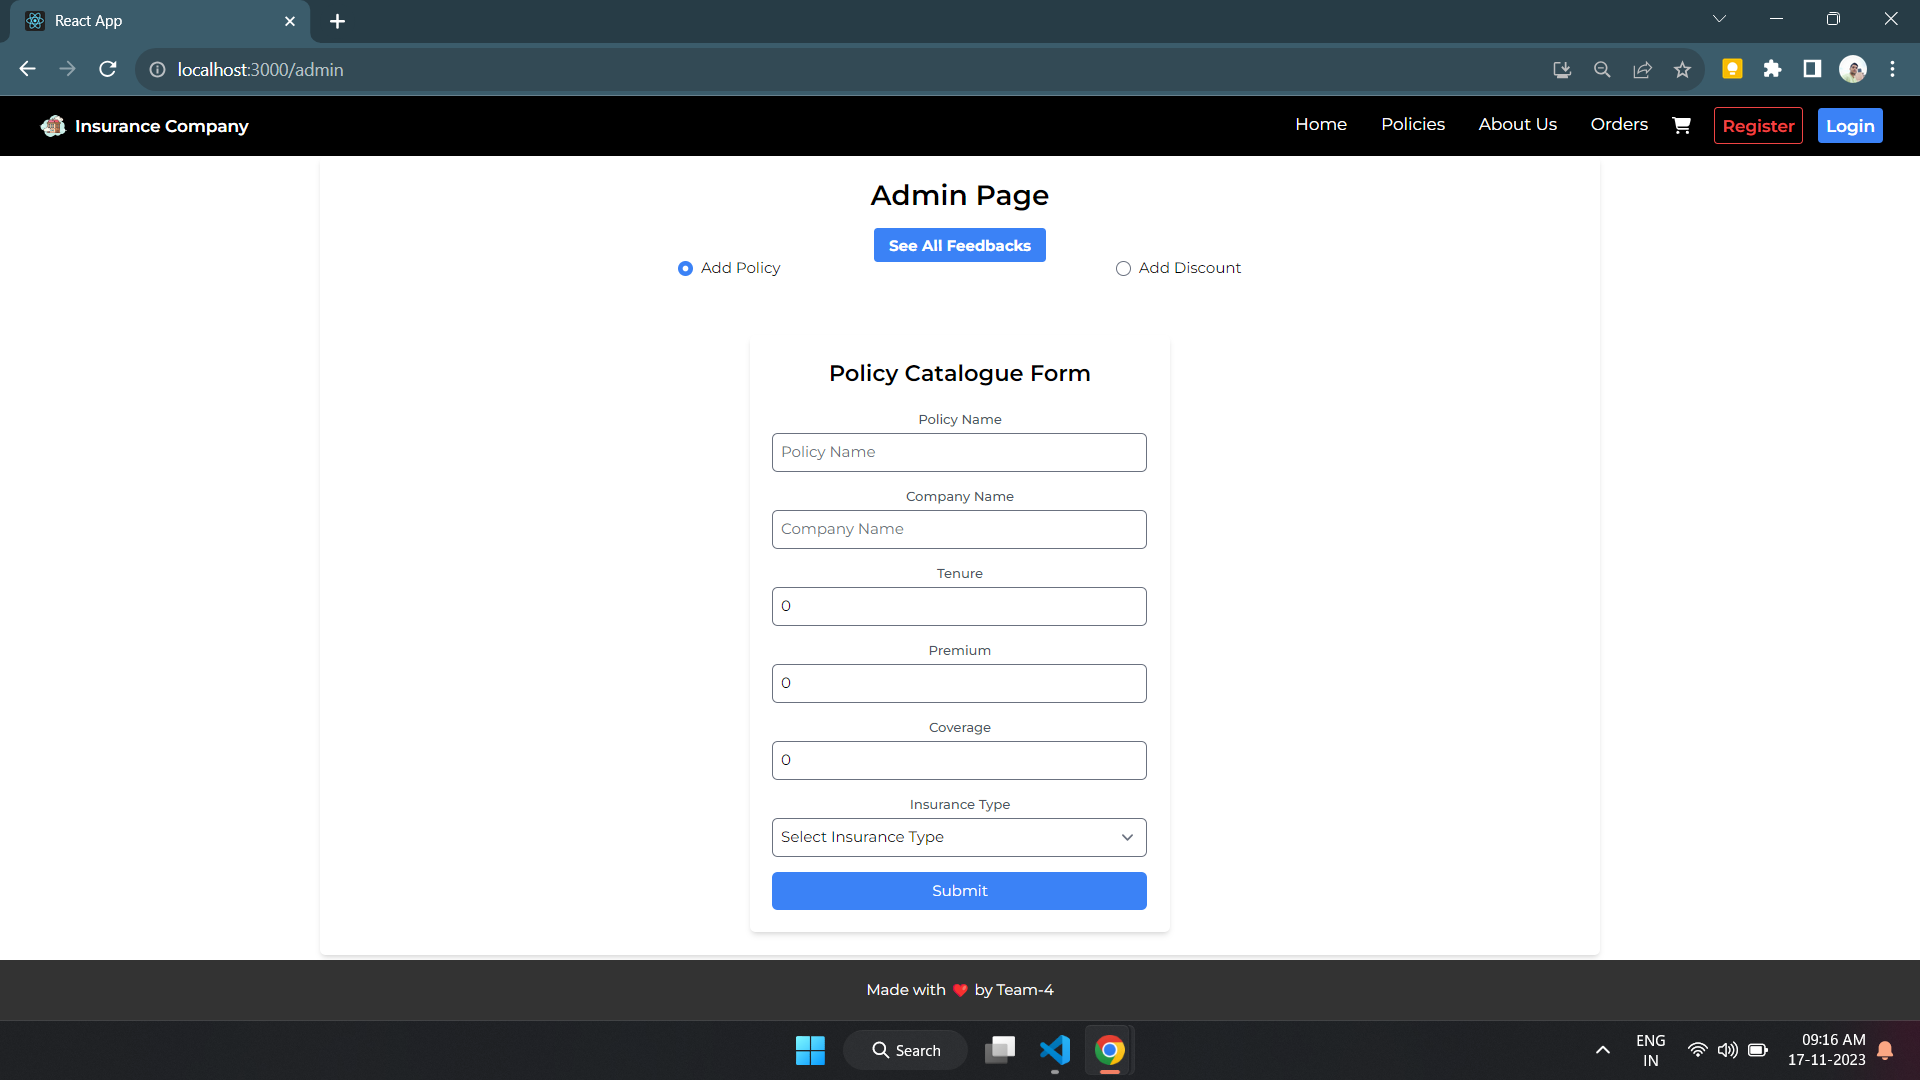 React App
localhost:3000/admin
Insurance Company
Home
Policies
About Us
Orders
Register
Login
Admin Page
See All Feedbacks
Add Policy
Add Discount
Policy Catalogue Form
Policy Name
Policy Name
Company Name
Company Name
Tenure
0
Premium
0
Coverage
0
Insurance Type
Select Insurance Type
Submit
Made with ❤️ by Team-4
Search
ENG
IN
09:16 AM
17-11-2023